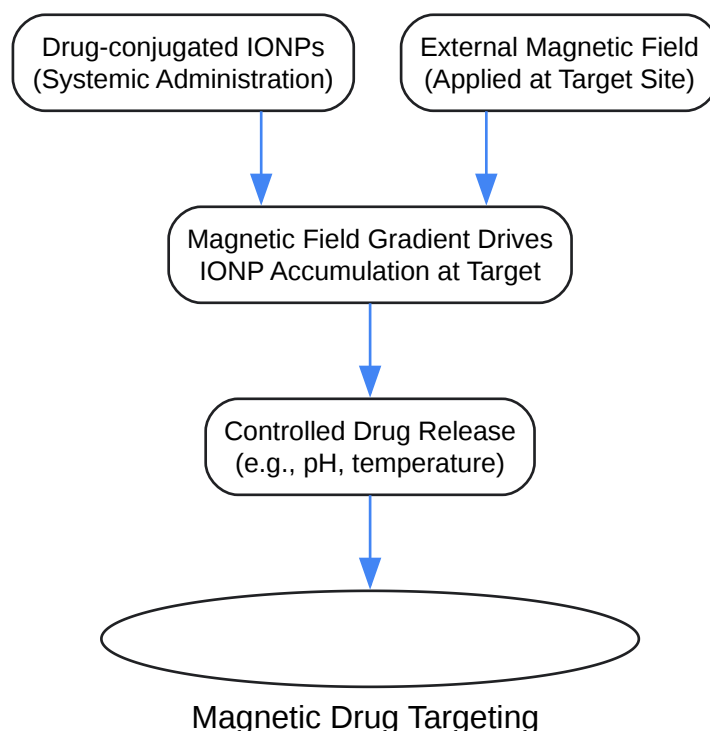 Drug-conjugated IONPs
(Systemic Administration)
External Magnetic Field
(Applied at Target Site)
Magnetic Field Gradient Drives
IONP Accumulation at Target
Controlled Drug Release
(e.g., pH, temperature)
Magnetic Drug Targeting